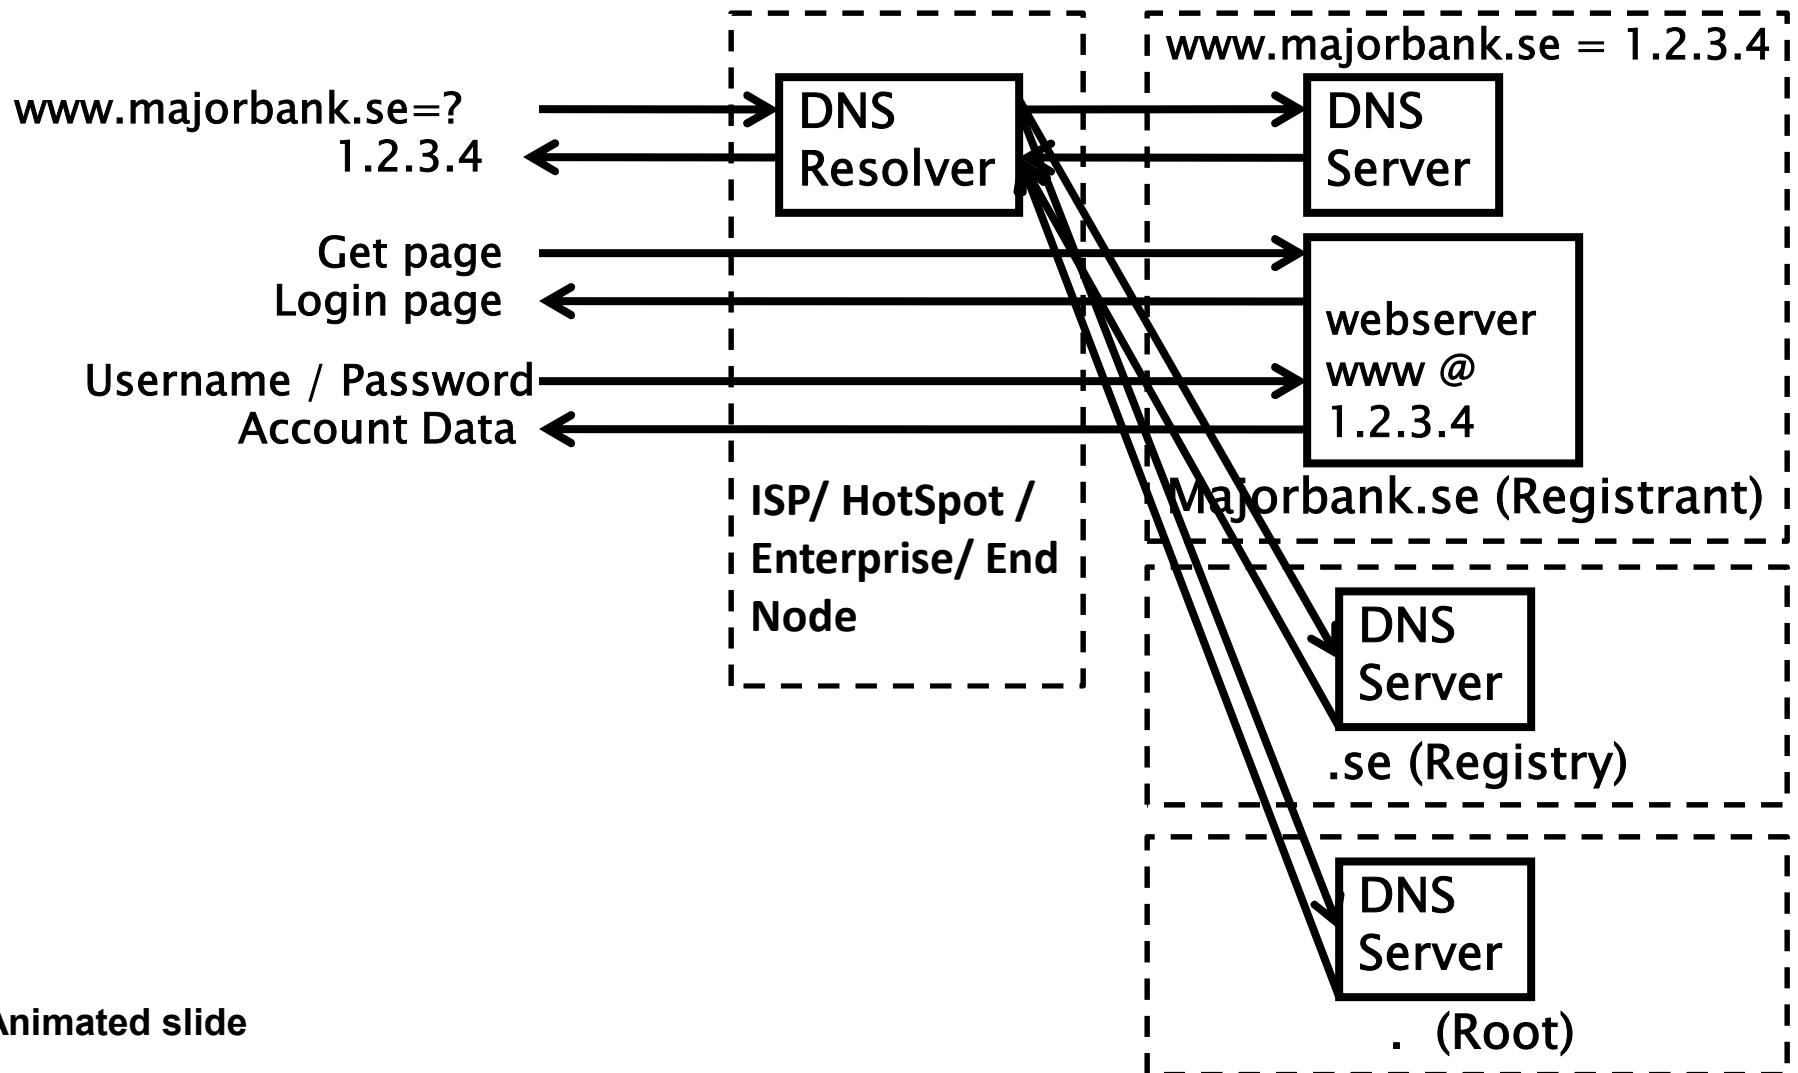 www.majorbank.se = 1.2.3.4
www.majorbank.se=?
1.2.3.4
DNS
Resolver
DNS
Server
Get page
Login page
Username / Password
Account Data
webserver
www @
1.2.3.4
Majorbank.se (Registrant)
ISP/ HotSpot /
Enterprise/ End
Node
DNS
Server
.se (Registry)
DNS
Server
. (Root)
Animated slide